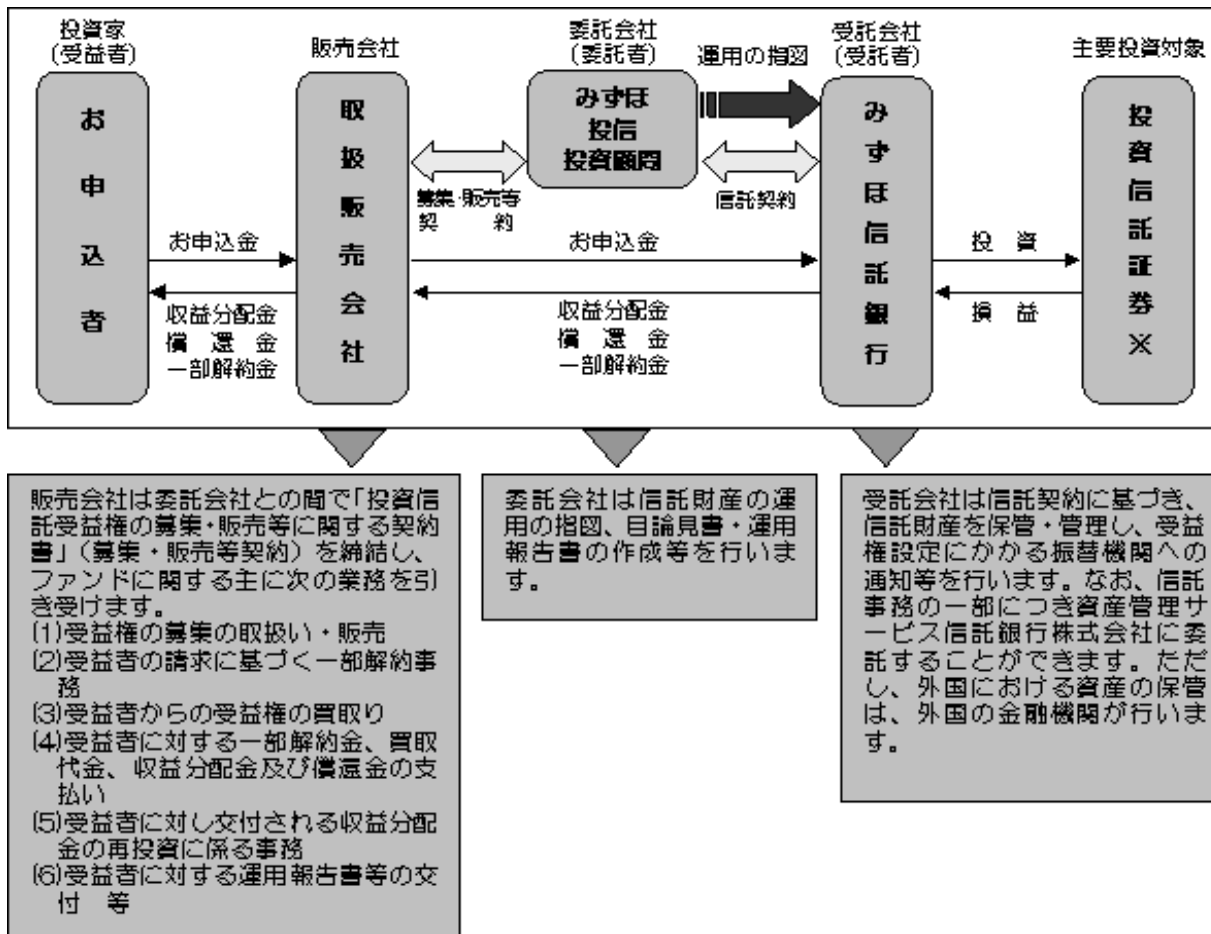 投資家
(受益者)
販売会社
委託会社
(委託者)
運用の指図
受託会社
(受託者)
主要投資対象
お申込者
取扱販売会社
みずほ
投信
投資顧問
みずほ信託銀行
投資信託証券※
募集・販売等
契 約
信託契約
お申込金
お申込金
投 資
収益分配金
償 還 金
一部解約金
収益分配金
償 還 金
一部解約金
損 益
販売会社は委託会社との間で「投資信
託受益権の募集・販売等に関する契約
書」(募集・販売等契約)を締結し、
ファンドに関する主に次の業務を引
き受けます。
(1)受益権の募集の取扱い・販売
(2)受益者の請求に基づく一部解約事
務
(3)受益者からの受益権の買取り
(4)受益者に対する一部解約金、買取
代金、収益分配金及び償還金の支
払い
(5)受益者に対し交付される収益分配
金の再投資に係る事務
(6)受益者に対する運用報告書等の交
付 等
委託会社は信託財産の運
用の指図、目論見書・運用
報告書の作成等を行いま
す。
受託会社は信託契約に基づき、
信託財産を保管・管理し、受益
権設定にかかる振替機関への
通知等を行います。なお、信託
事務の一部につき資産管理サ
ービス信託銀行株式会社に委
託することができます。ただ
し、外国における資産の保管
は、外国の金融機関が行いま
す。